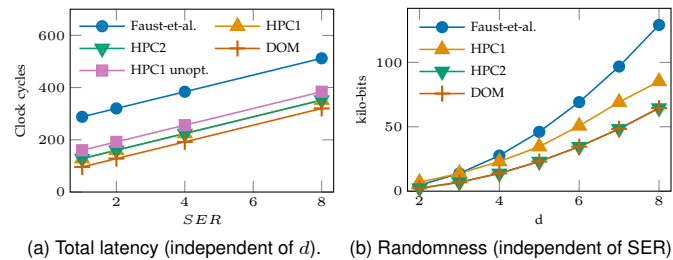 Clock cycles
600
400
200
0
Faust-et-al.
HPC1
HPC2
DOM
HPC1 unopt.
2
4
6
8
SER
(a) Total latency (independent of d).
kilo-bits
100
50
0
Faust-et-al.
HPC1
HPC2
DOM
2
3
4
5
6
7
8
d
(b) Randomness (independent of SER)